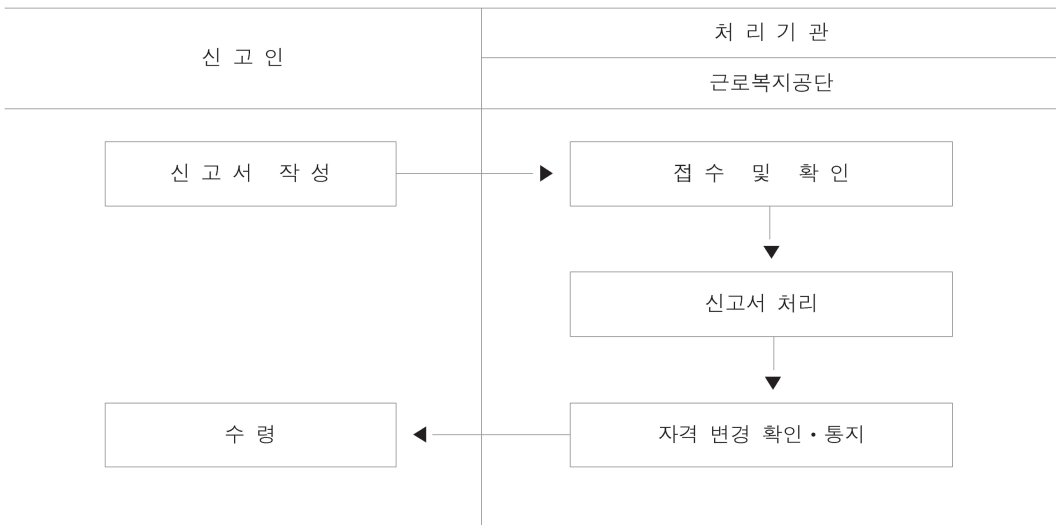 신 고 인
처 리 기 관
근로복지공단
신 고 서 작 성
접 수 및 확 인
신고서 처리
수 령
자격 변경 확인·통지